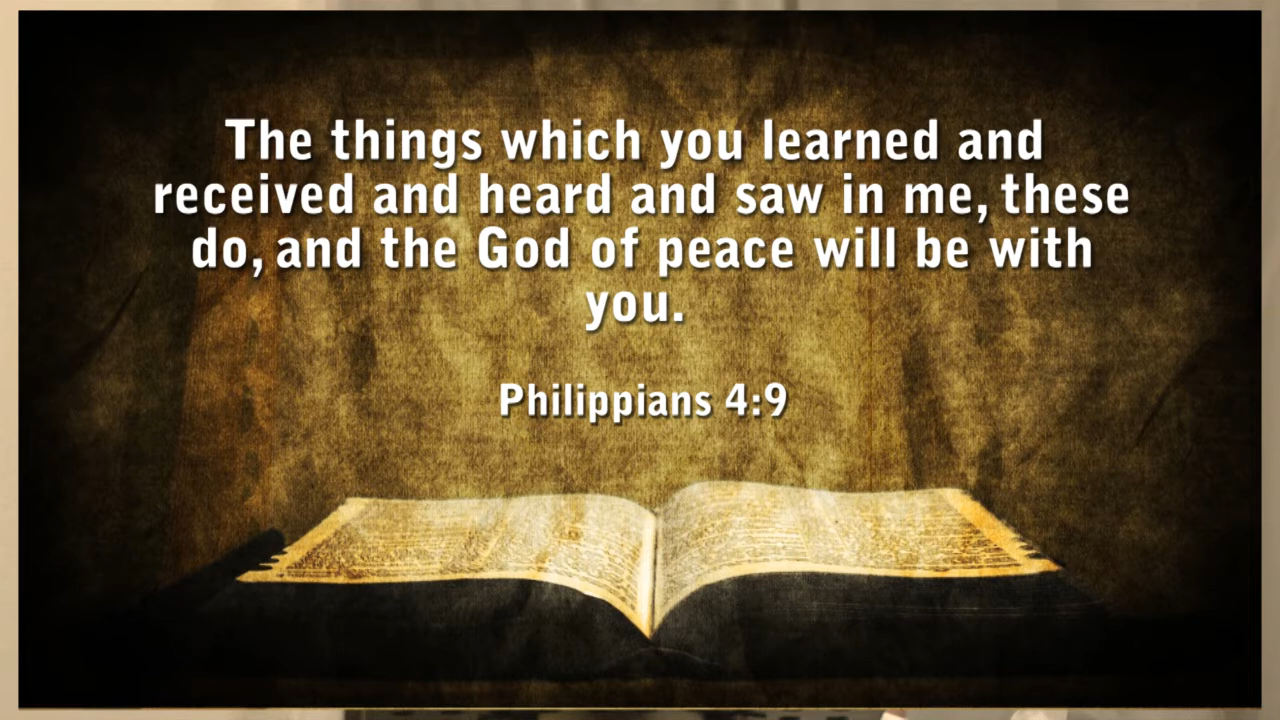 The things which you learned and
received and heard and saw in me, these
do, and the God of peace will be with
you.
Philippians 4:9